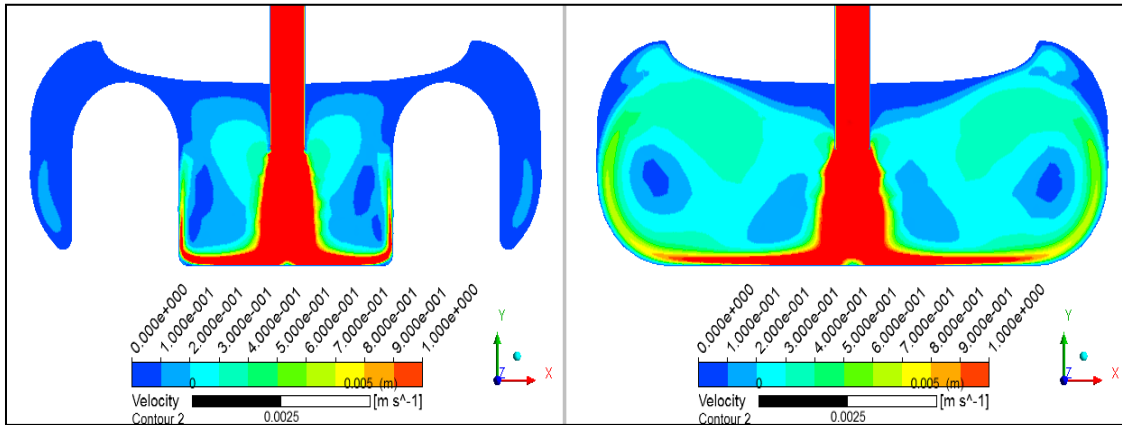 0.000e+000
1.000e-001
2.000e-001
3.000e-001
4.000e-001
5.000e-001
6.000e-001
7.000e-001
8.000e-001
9.000e-001
1.000e+000
0 0.005 (m)
Velocity [m s^-1]
Contour 2 0.0025
Y
Z X
0.000e+000
1.000e-001
2.000e-001
3.000e-001
4.000e-001
5.000e-001
6.000e-001
7.000e-001
8.000e-001
9.000e-001
1.000e+000
0 0.005 (m)
Velocity [m s^-1]
Contour 2 0.0025
Y
Z X